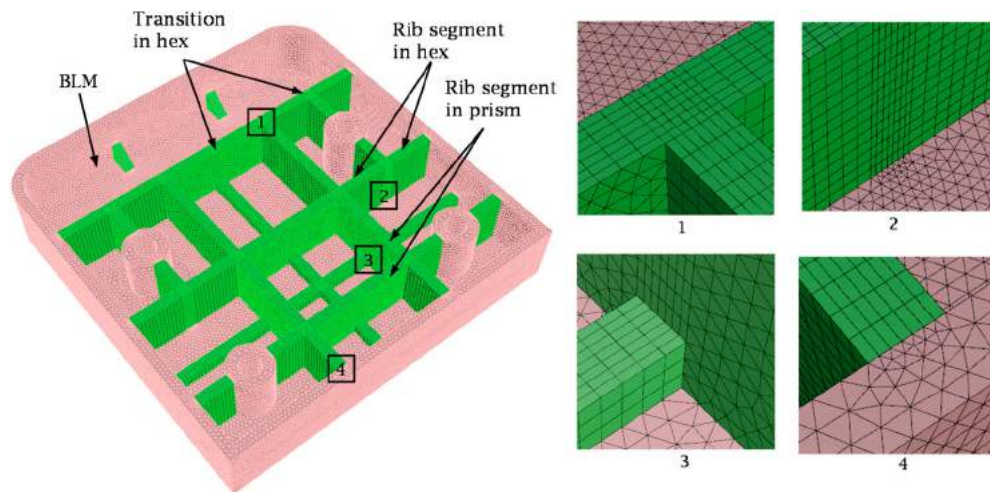 Transition
in hex
Rib segment
in hex
Rib segment
in prism
BLM
1
2
3
4
1
2
3
4